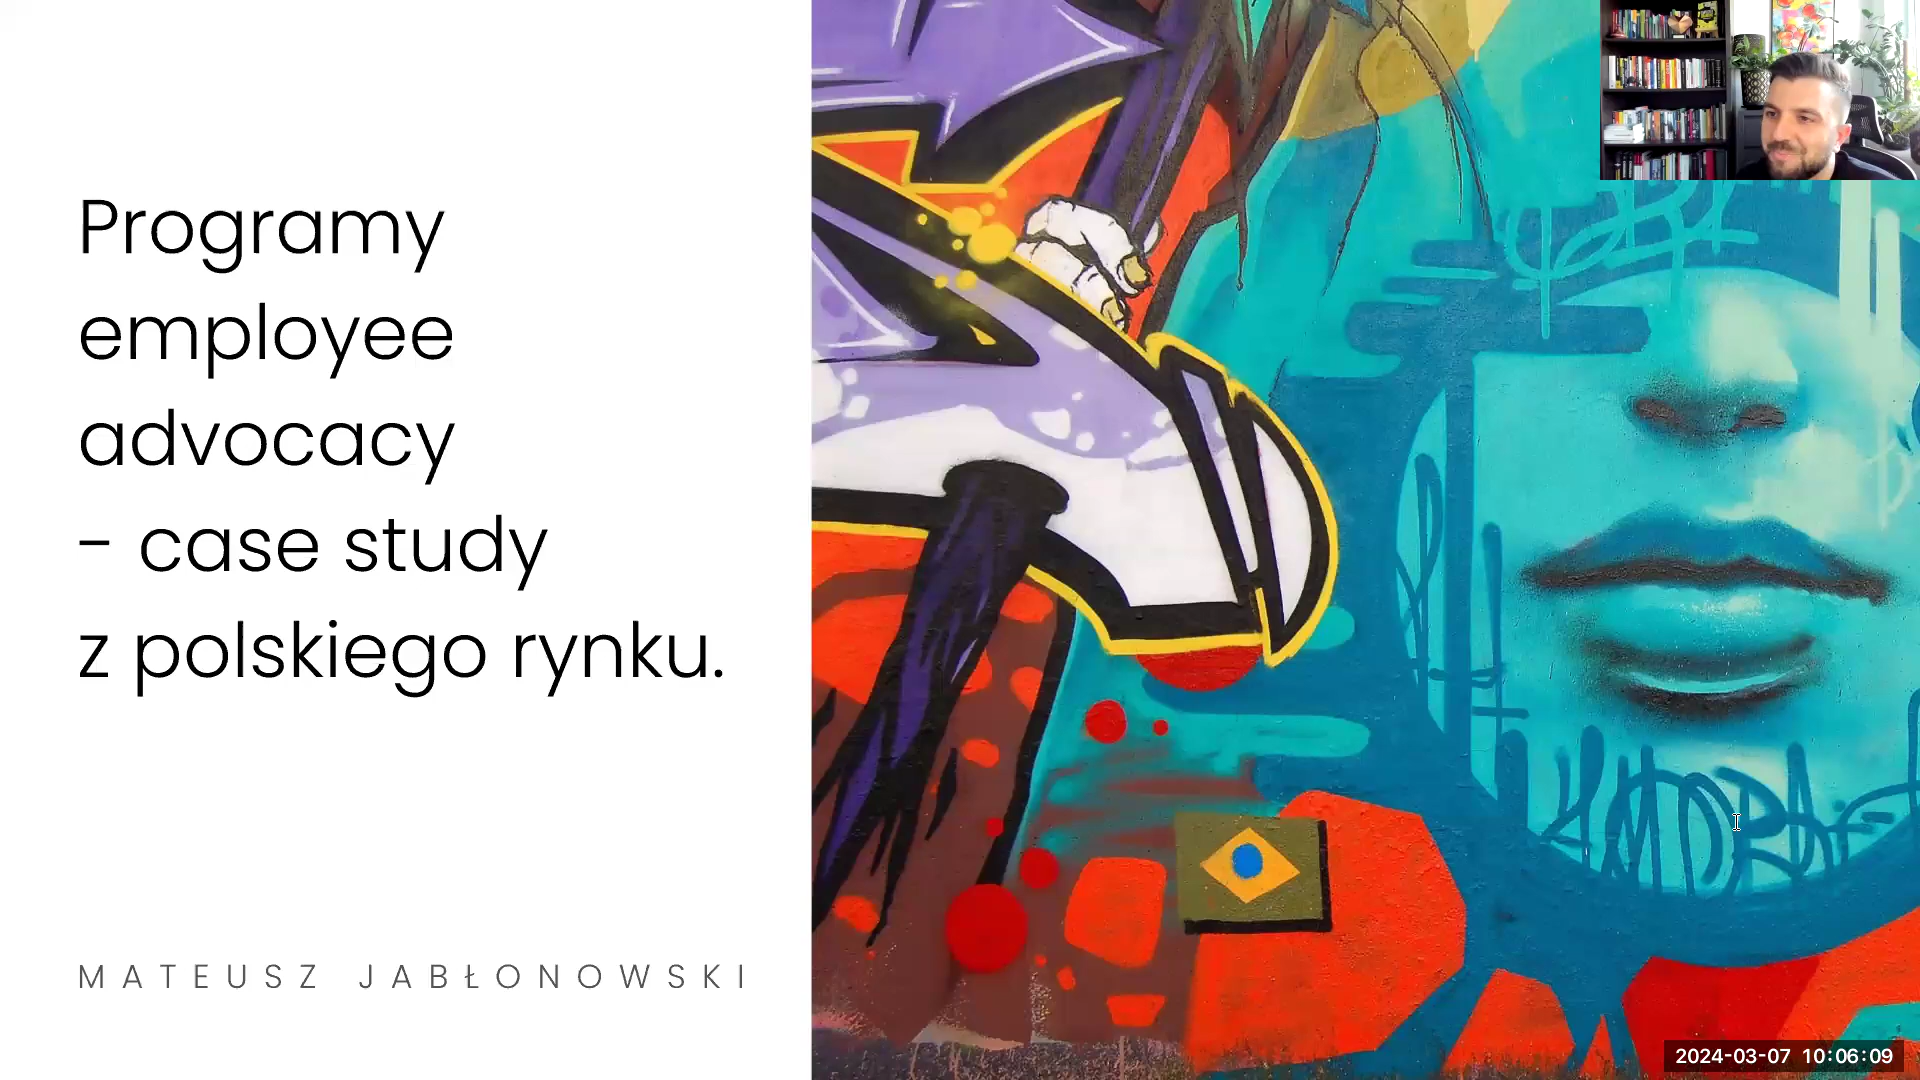 Programy
employee
advocacy
- case study
z polskiego rynku.
MATEUSZ JABŁONOWSKI
2024-03-07 10:06:09